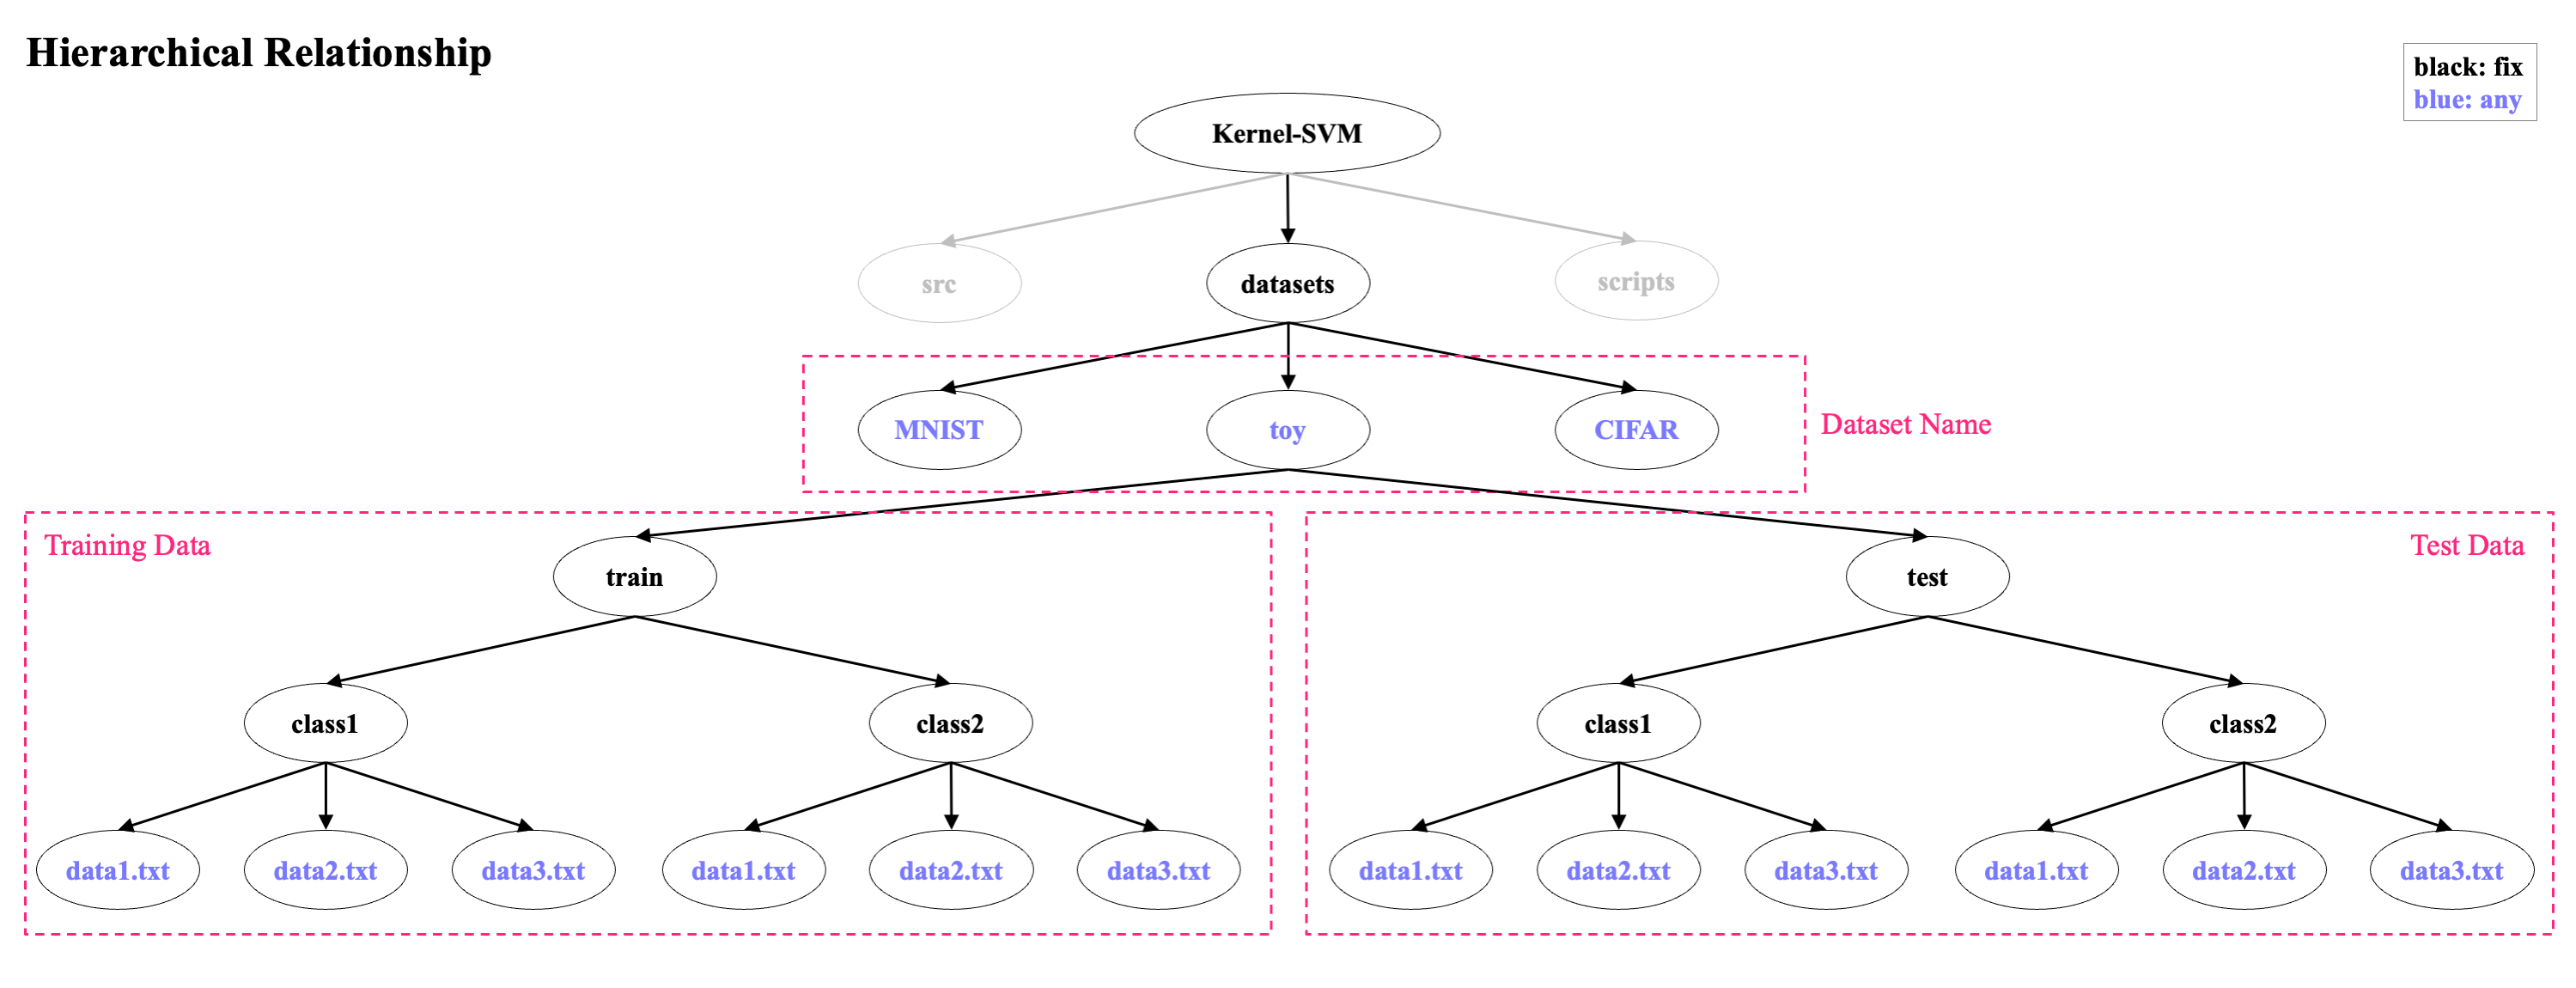 Hierarchical Relationship
black: fix
blue: any
Kernel-SVM
src
datasets
scripts
MNIST
toy
CIFAR
Dataset Name
Training Data
Test Data
train
test
class1
class2
class1
class2
data1.txt
data2.txt
data3.txt
data1.txt
data2.txt
data3.txt
data1.txt
data2.txt
data3.txt
data1.txt
data2.txt
data3.txt